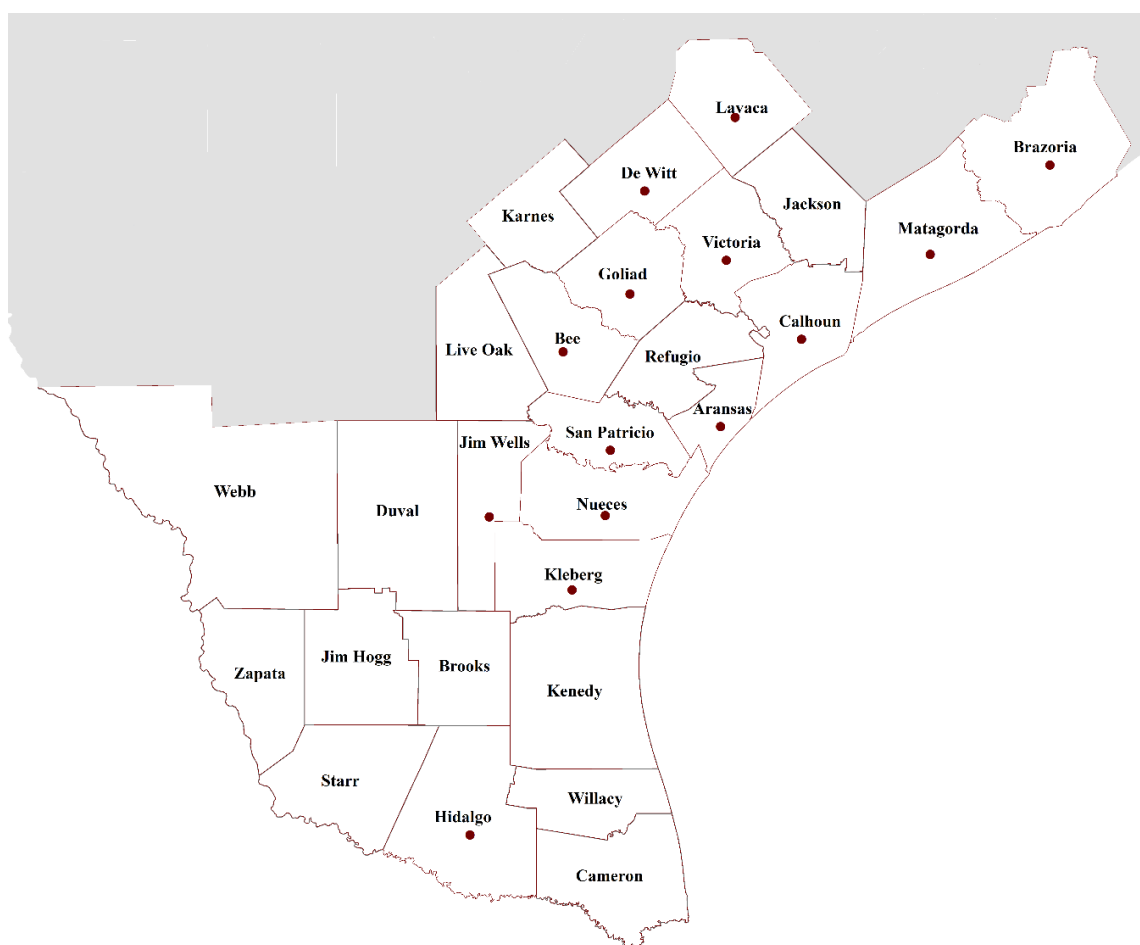 Lavaca
Brazoria
De Witt
Jackson
Karnes
Matagorda
Victoria
Goliad
Calhoun
Bee
Live Oak
Refugio
Aransas
San Patricio
Jim Wells
Webb
Nueces
Duval
Kleberg
Jim Hogg
Brooks
Zapata
Kenedy
Starr
Willacy
Hidalgo
Cameron